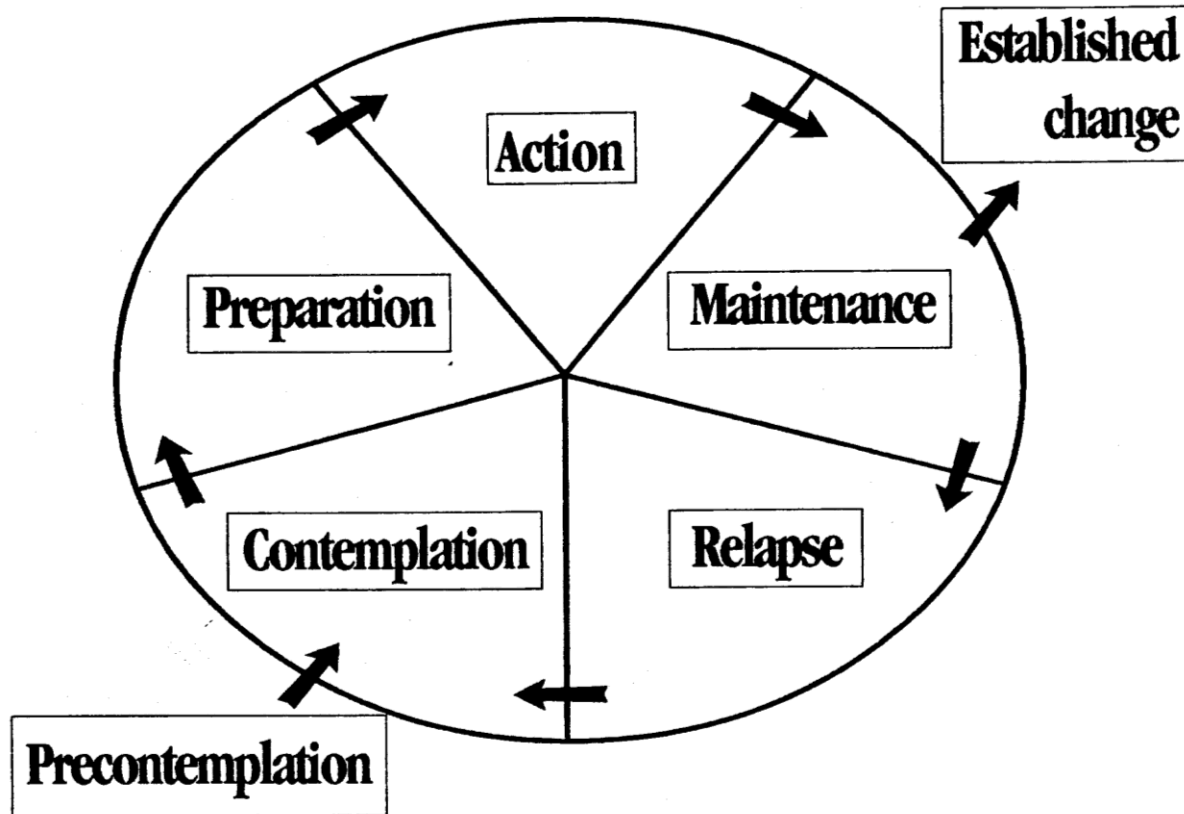 Established
change
Action
Preparation
Maintenance
Contemplation
Relapse
Precontemplation